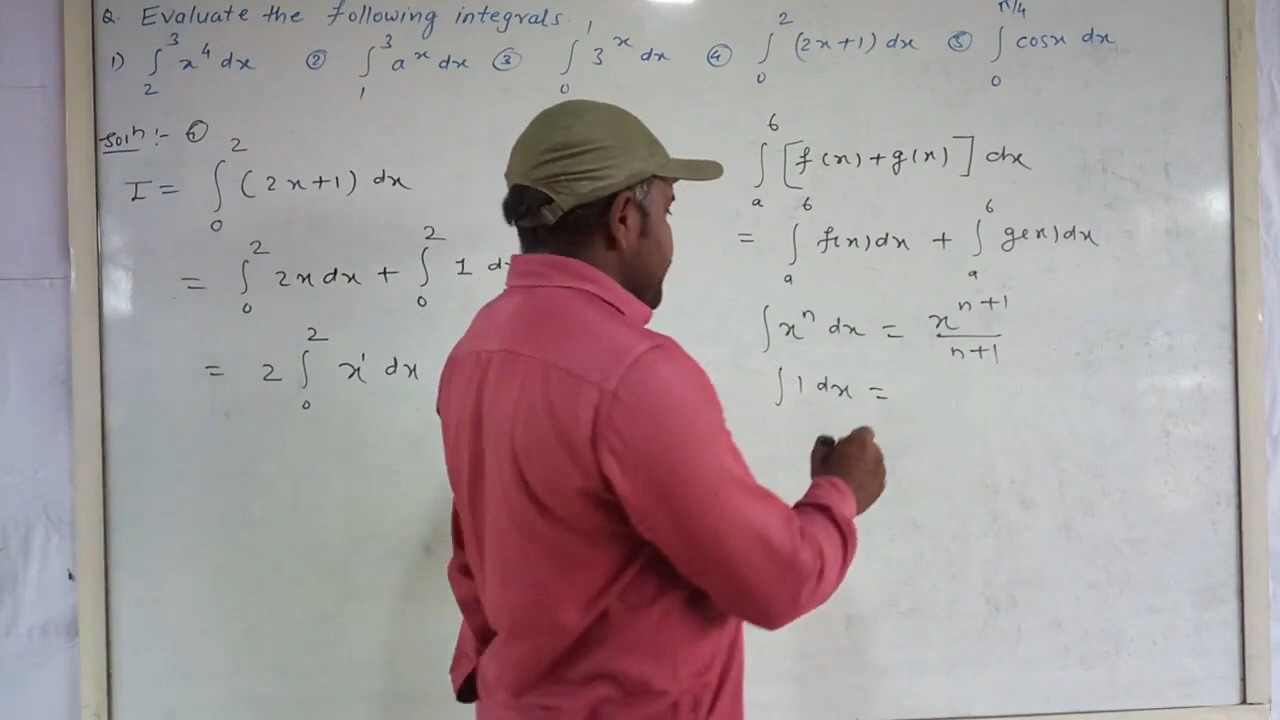 Q. Evaluate the following integrals.
1) ∫₂³ x⁴ dx ② ∫₁³ aˣ dx ③ ∫₀¹ 3ˣ dx ④ ∫₀² (2x+1) dx ⑤ ∫₀^π/4 cosx dx
Solⁿ:- ④
I = ∫₀² (2x+1) dx
= ∫₀² 2x dx + ∫₀² 1 d
= 2 ∫₀² x¹ dx
∫ₐᵇ [f(x)+g(x)] dx
= ∫ₐᵇ f(x)dx + ∫ₐᵇ g(x)dx
∫xⁿ dx = xⁿ⁺¹/n+1
∫1 dx =